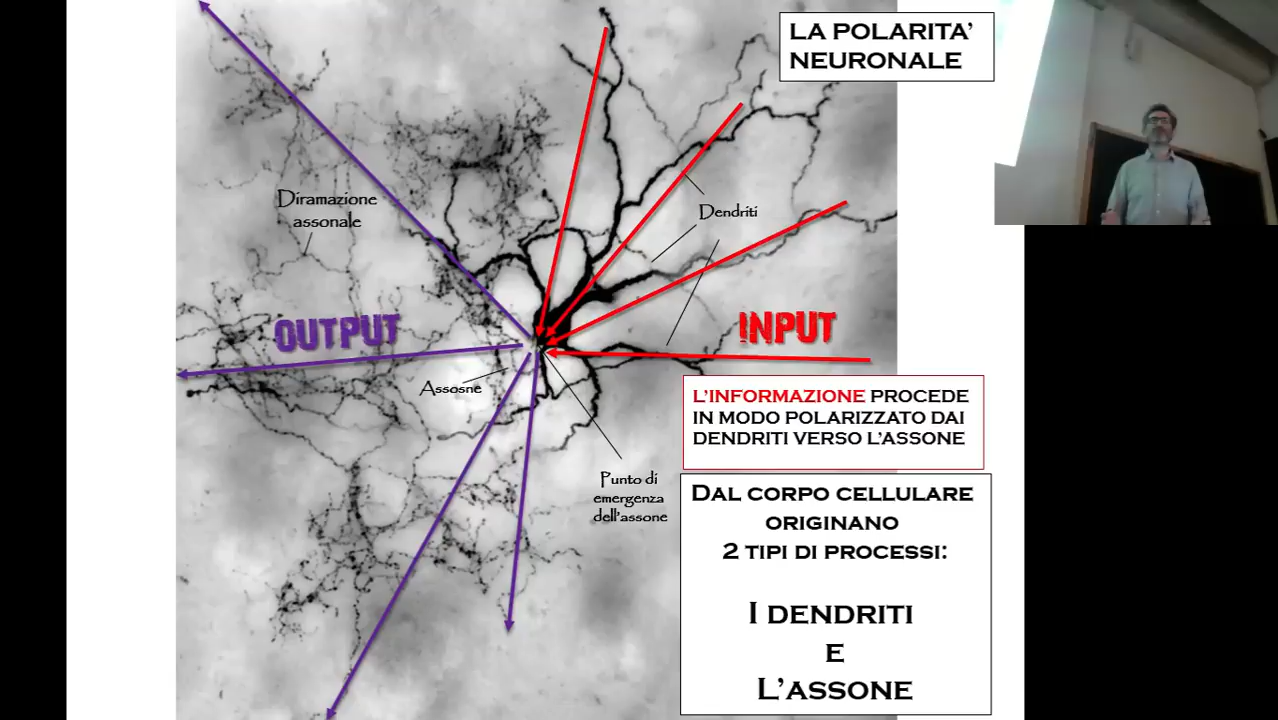 LA POLARITA'
NEURONALE
Diramazione
assonale
Dendriti
OUTPUT
INPUT
Assosne
L'INFORMAZIONE PROCEDE
IN MODO POLARIZZATO DAI
DENDRITI VERSO L'ASSONE
Punto di
emergenza
dell'assone
DAL CORPO CELLULARE
ORIGINANO
2 TIPI DI PROCESSI:
I DENDRITI
E
L'ASSONE